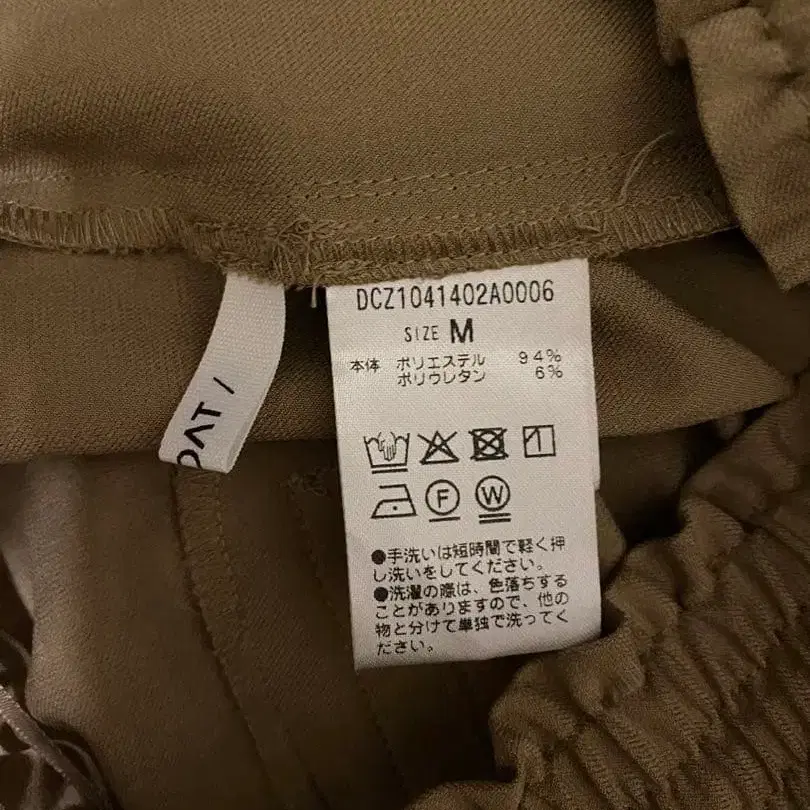 DCZ1041402A0006
SIZE M
本体 ポリエステル 94%
ポリウレタン 6%
F W
●手洗いは短時間で軽く押
し洗いをしてください。
●洗濯の際は、色落ちする
ことがありますので、他の
物と分けて単独で洗ってく
ださい。